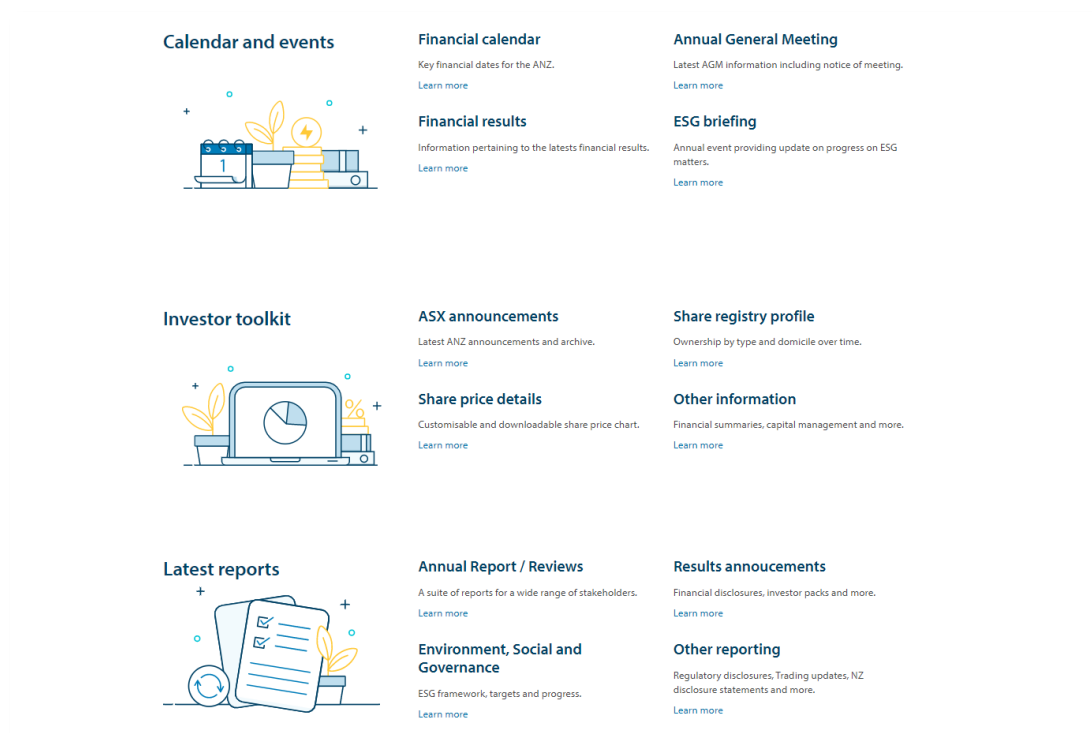 Calendar and events
Financial calendar
Key financial dates for the ANZ.
Learn more
Annual General Meeting
Latest AGM information including notice of meeting.
Learn more
Financial results
Information pertaining to the latests financial results.
Learn more
ESG briefing
Annual event providing update on progress on ESG
matters.
Learn more
1
Investor toolkit
ASX announcements
Latest ANZ announcements and archive.
Learn more
Share registry profile
Ownership by type and domicile over time.
Learn more
Share price details
Customisable and downloadable share price chart.
Learn more
Other information
Financial summaries, capital management and more.
Learn more
%
Latest reports
Annual Report / Reviews
A suite of reports for a wide range of stakeholders.
Learn more
Results annoucements
Financial disclosures, investor packs and more.
Learn more
Environment, Social and
Governance
ESG framework, targets and progress.
Learn more
Other reporting
Regulatory disclosures, Trading updates, NZ
disclosure statements and more.
Learn more